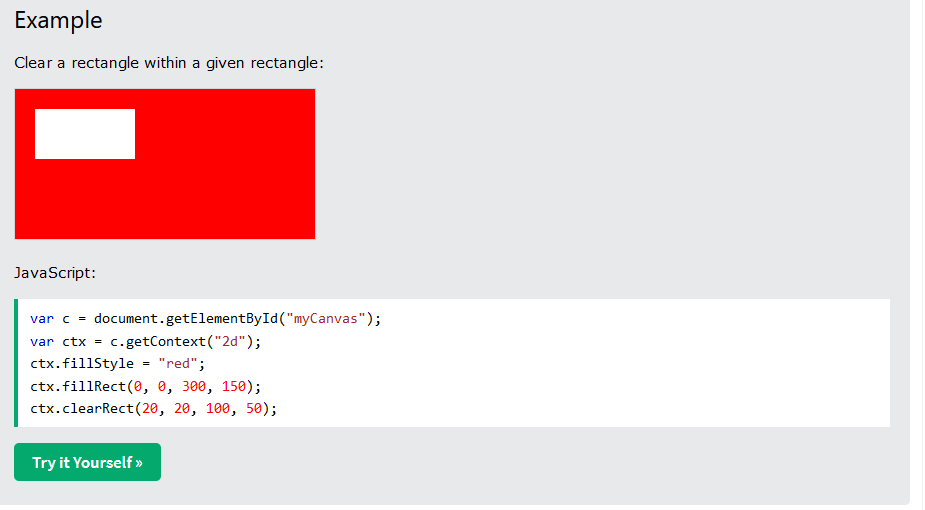 Example
Clear a rectangle within a given rectangle:
JavaScript:
var c = document.getElementById("myCanvas");
var ctx = c.getContext("2d");
ctx.fillStyle = "red";
ctx.fillRect(0, 0, 300, 150);
ctx.clearRect(20, 20, 100, 50);
Try it Yourself »